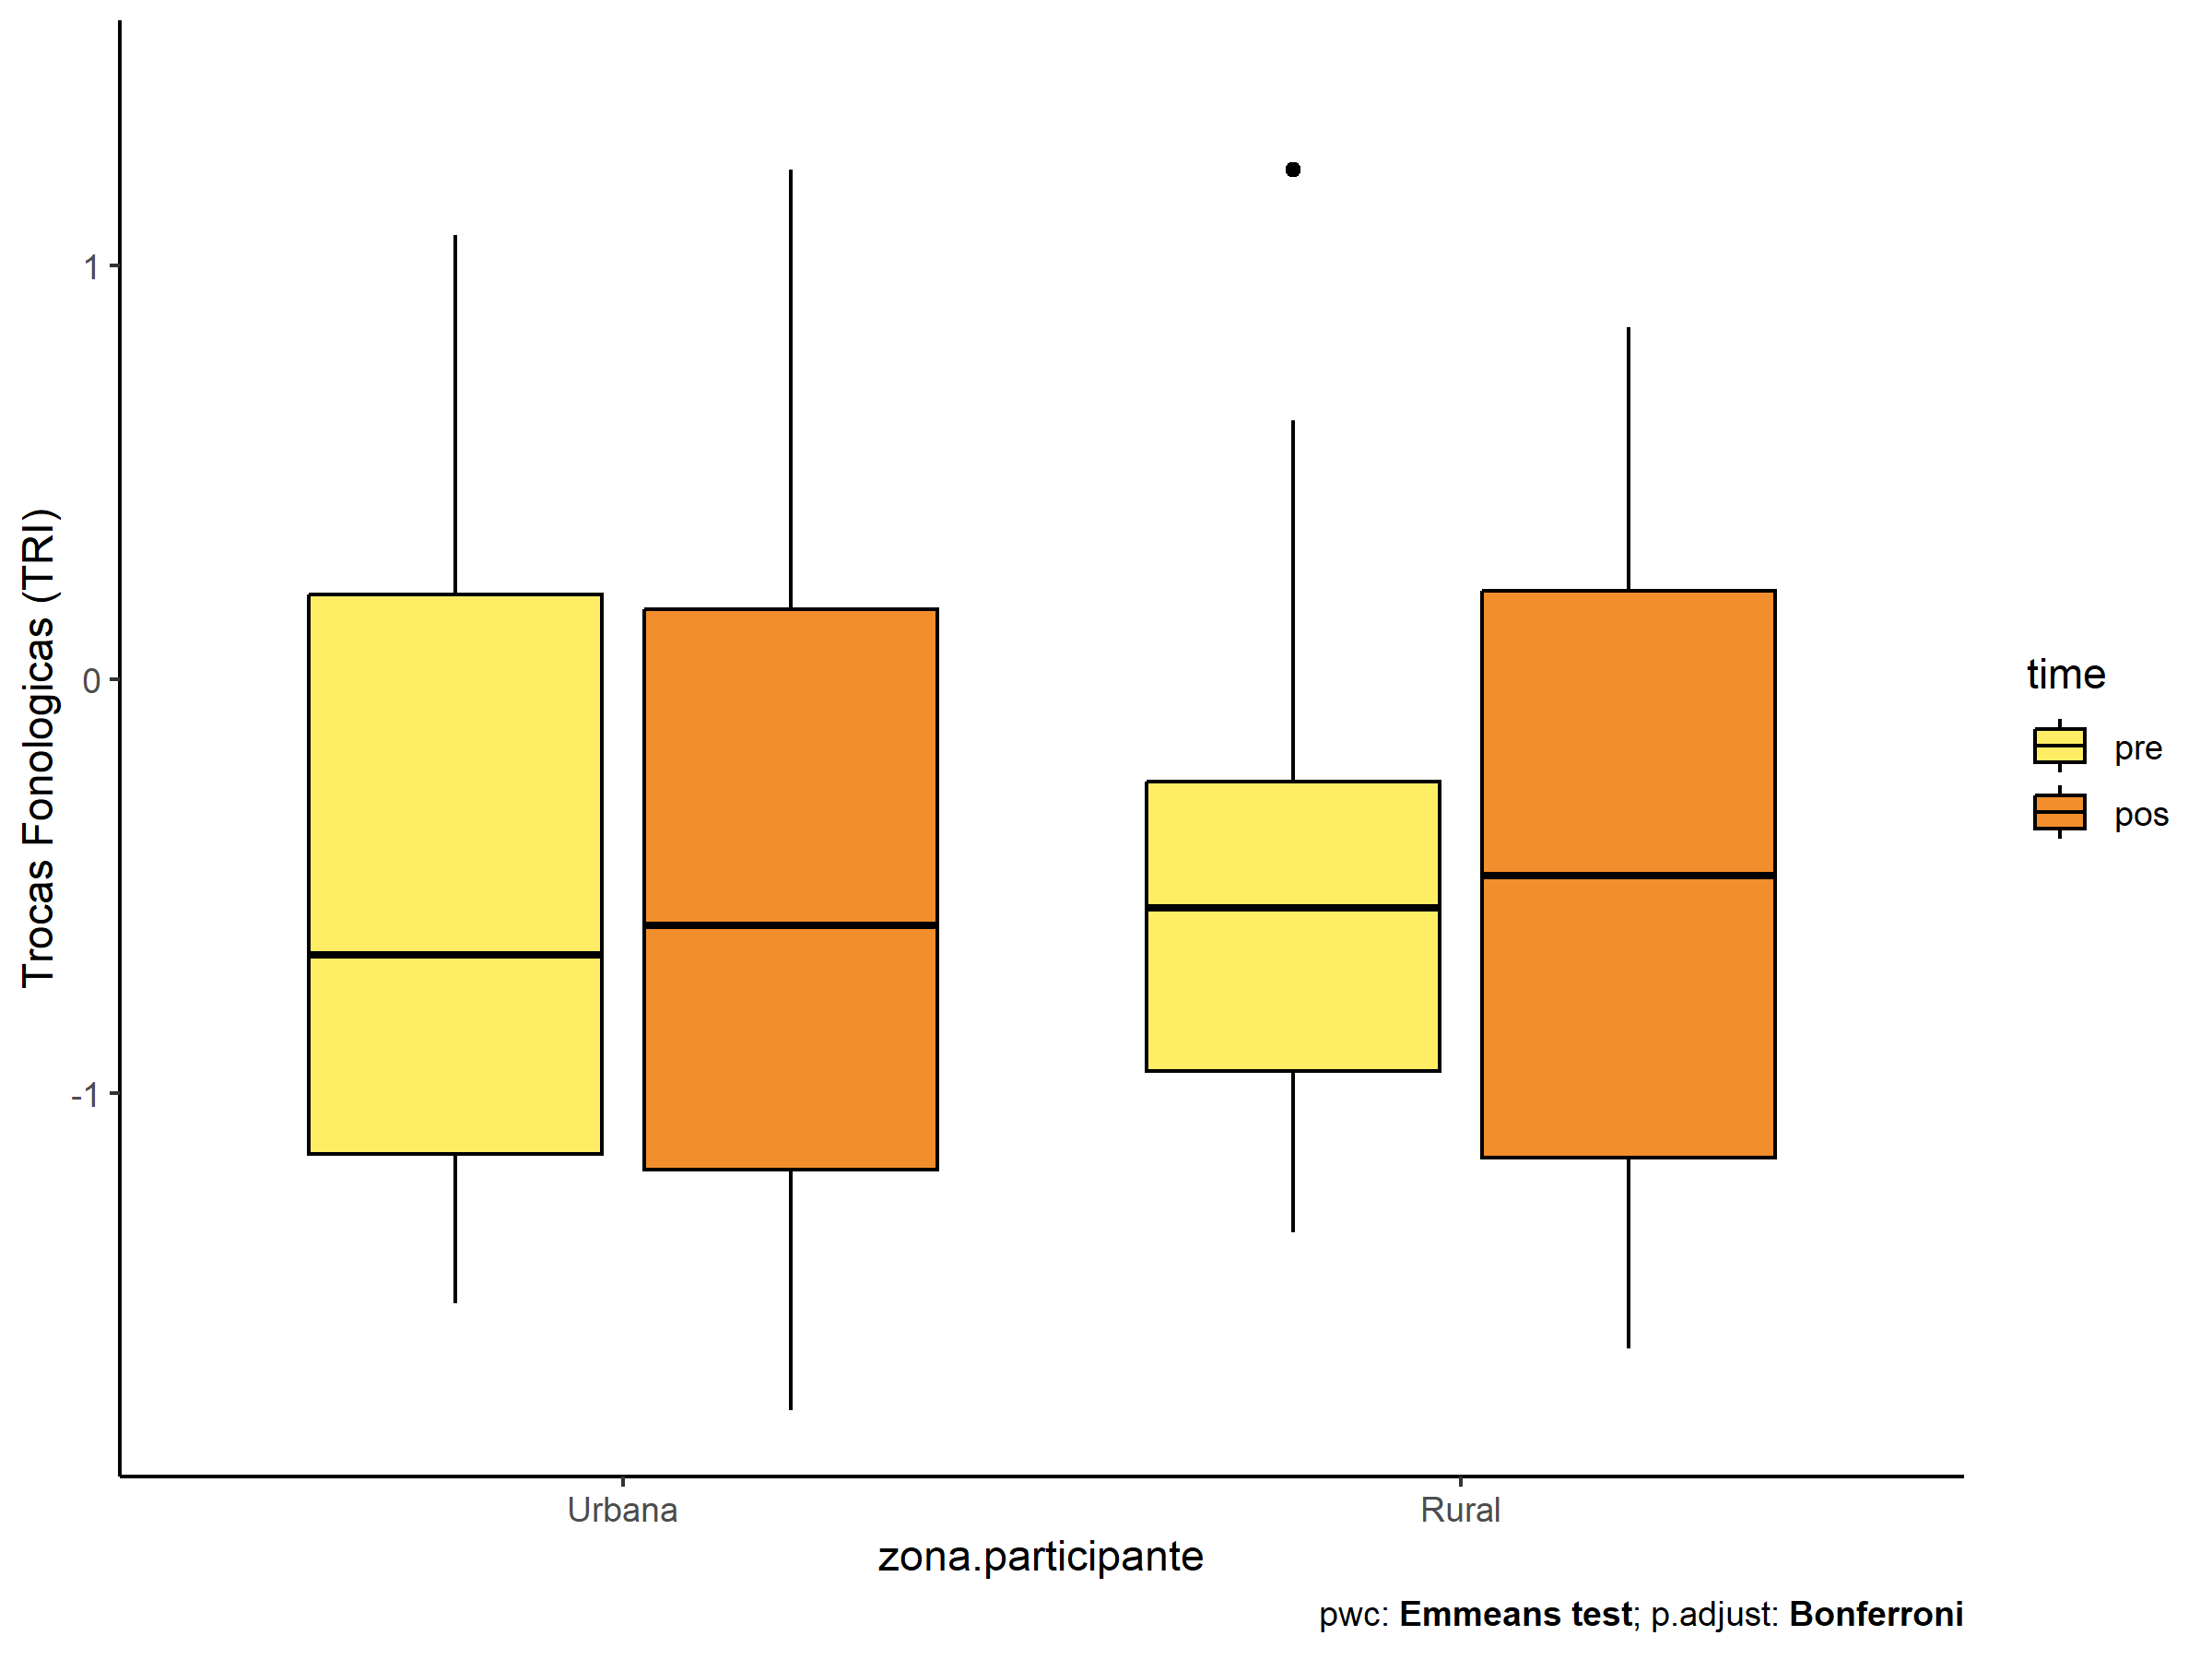 Trocas Fonologicas (TRI)
1
0
-1
Urbana
Rural
zona.participante
time
pre
pos
pwc: Emmeans test; p.adjust: Bonferroni